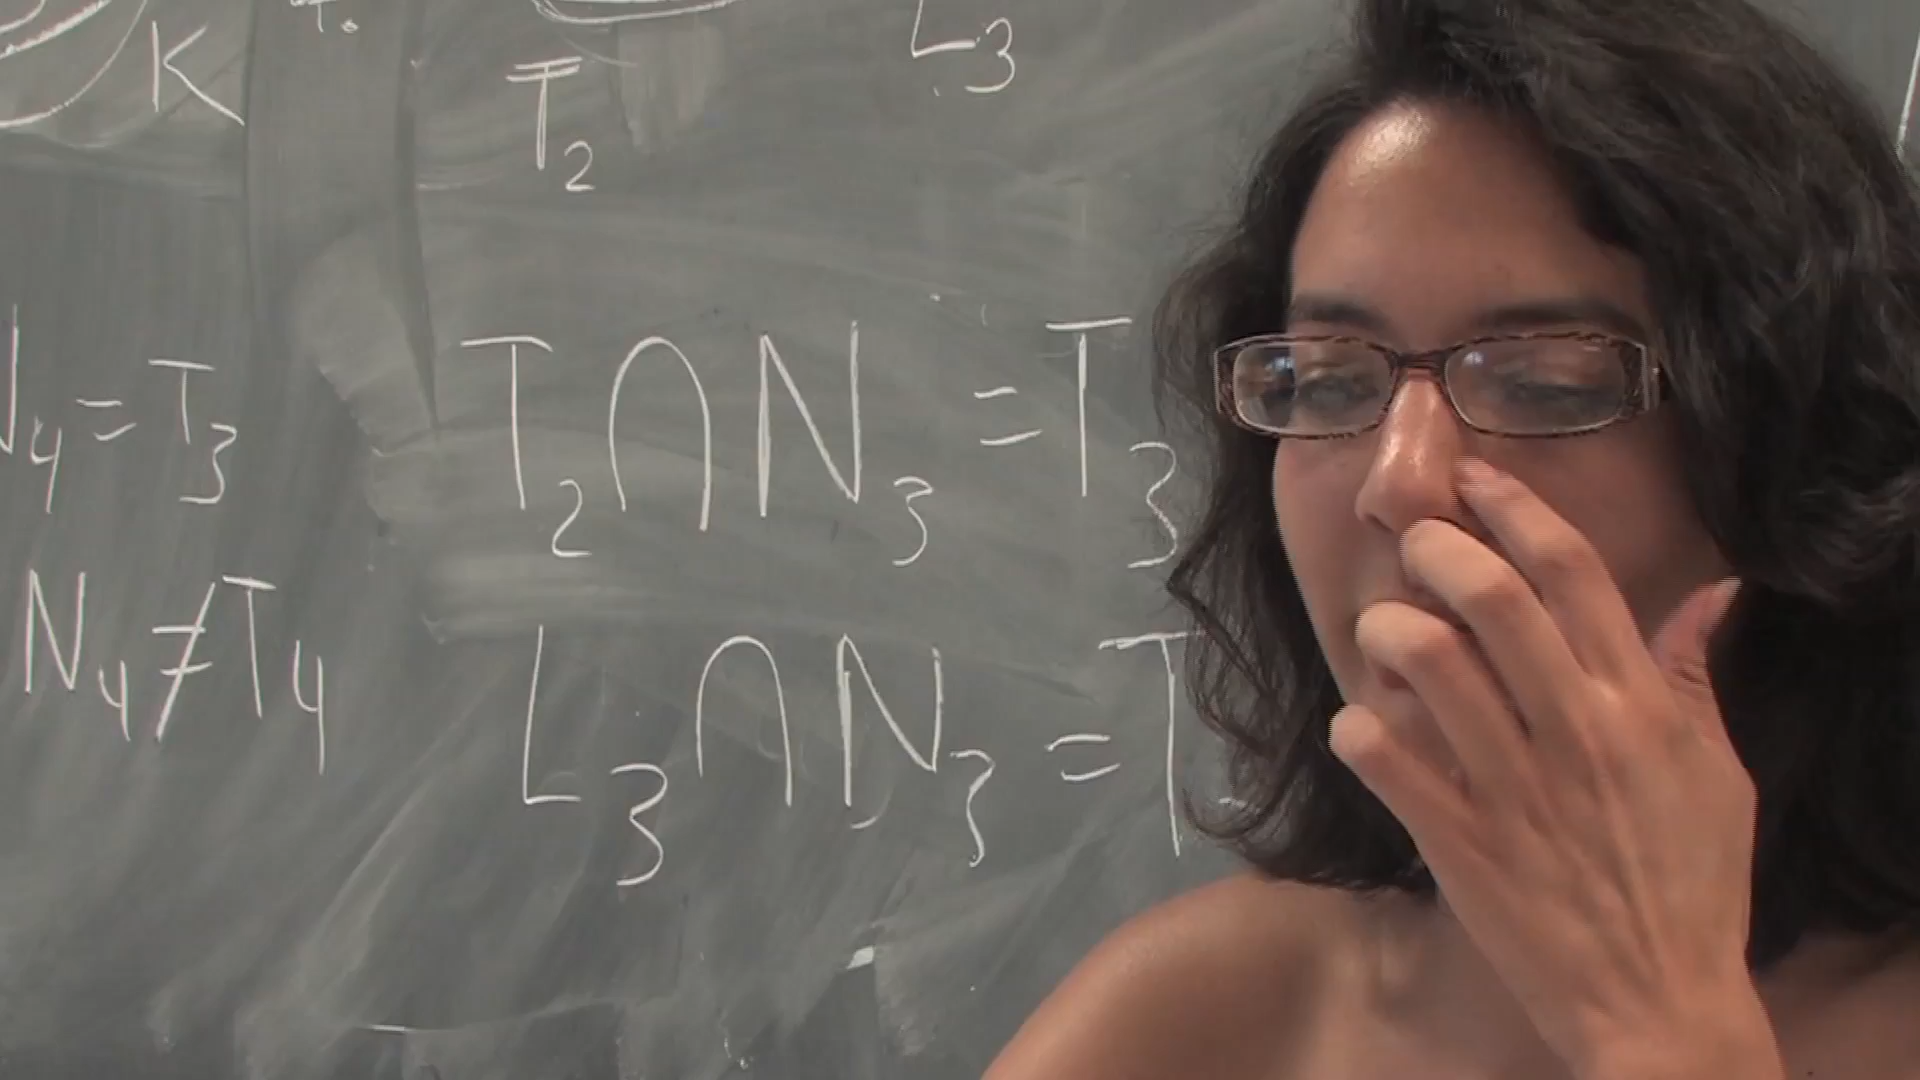 K
T₂
L₃
N₄ = T₃
T₂ ∩ N₃ = T₃
N₄ ≠ T₄
L₃ ∩ N₃ = T